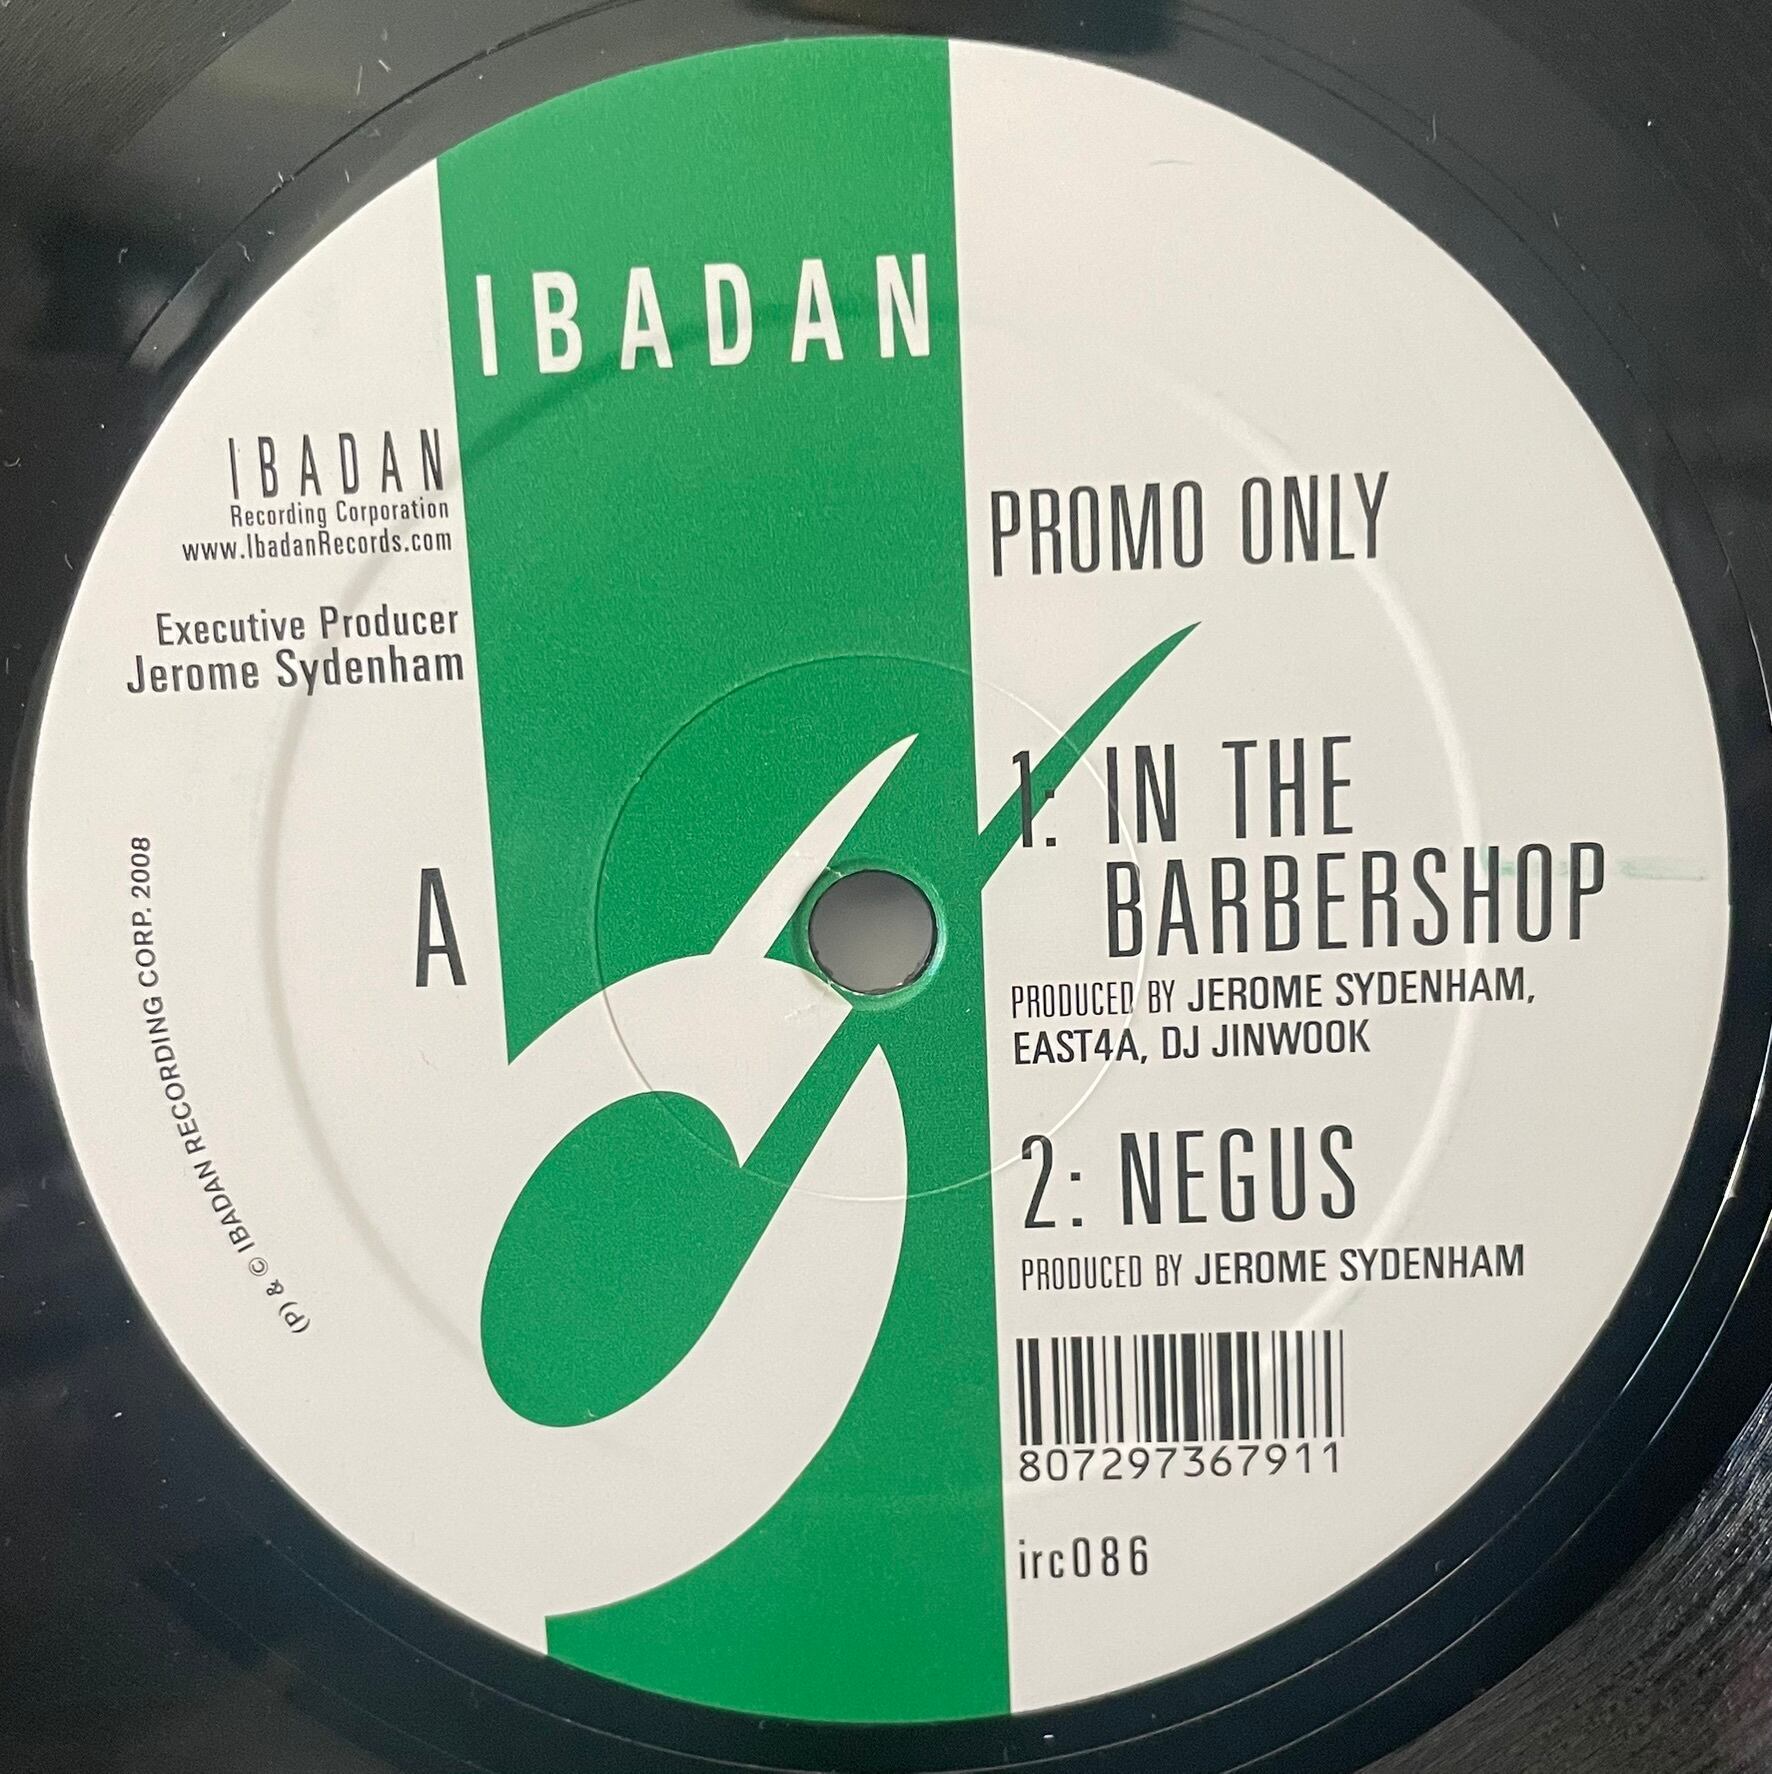 IBADAN
IBADAN
Recording Corporation
www.IbadanRecords.com
Executive Producer
Jerome Sydenham
A
(P) & © IBADAN RECORDING CORP. 2008
PROMO ONLY
1: IN THE
BARBERSHOP
PRODUCED BY JEROME SYDENHAM,
EAST4A, DJ JINWOOK
2: NEGUS
PRODUCED BY JEROME SYDENHAM
807297367911
irc086